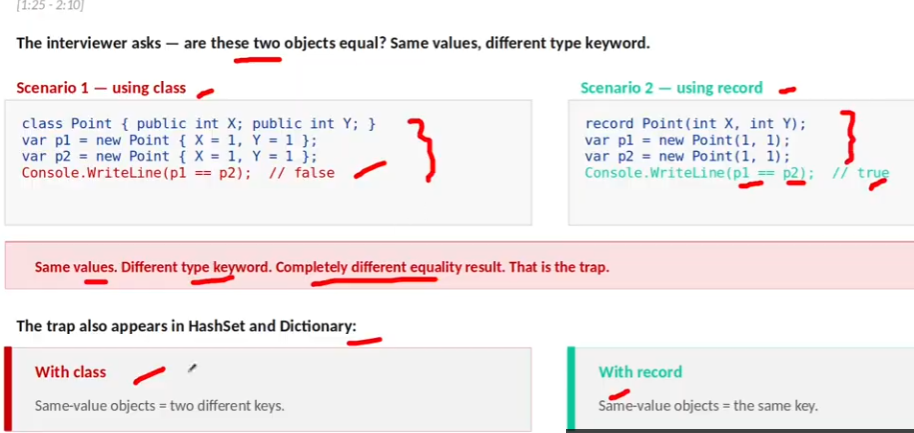 [1:25 - 2:10]
The interviewer asks — are these two objects equal? Same values, different type keyword.
Scenario 1 — using class
class Point { public int X; public int Y; }
var p1 = new Point { X = 1, Y = 1 };
var p2 = new Point { X = 1, Y = 1 };
Console.WriteLine(p1 == p2);  // false
Scenario 2 — using record
record Point(int X, int Y);
var p1 = new Point(1, 1);
var p2 = new Point(1, 1);
Console.WriteLine(p1 == p2);  // true
Same values. Different type keyword. Completely different equality result. That is the trap.
The trap also appears in HashSet and Dictionary:
With class
Same-value objects = two different keys.
With record
Same-value objects = the same key.